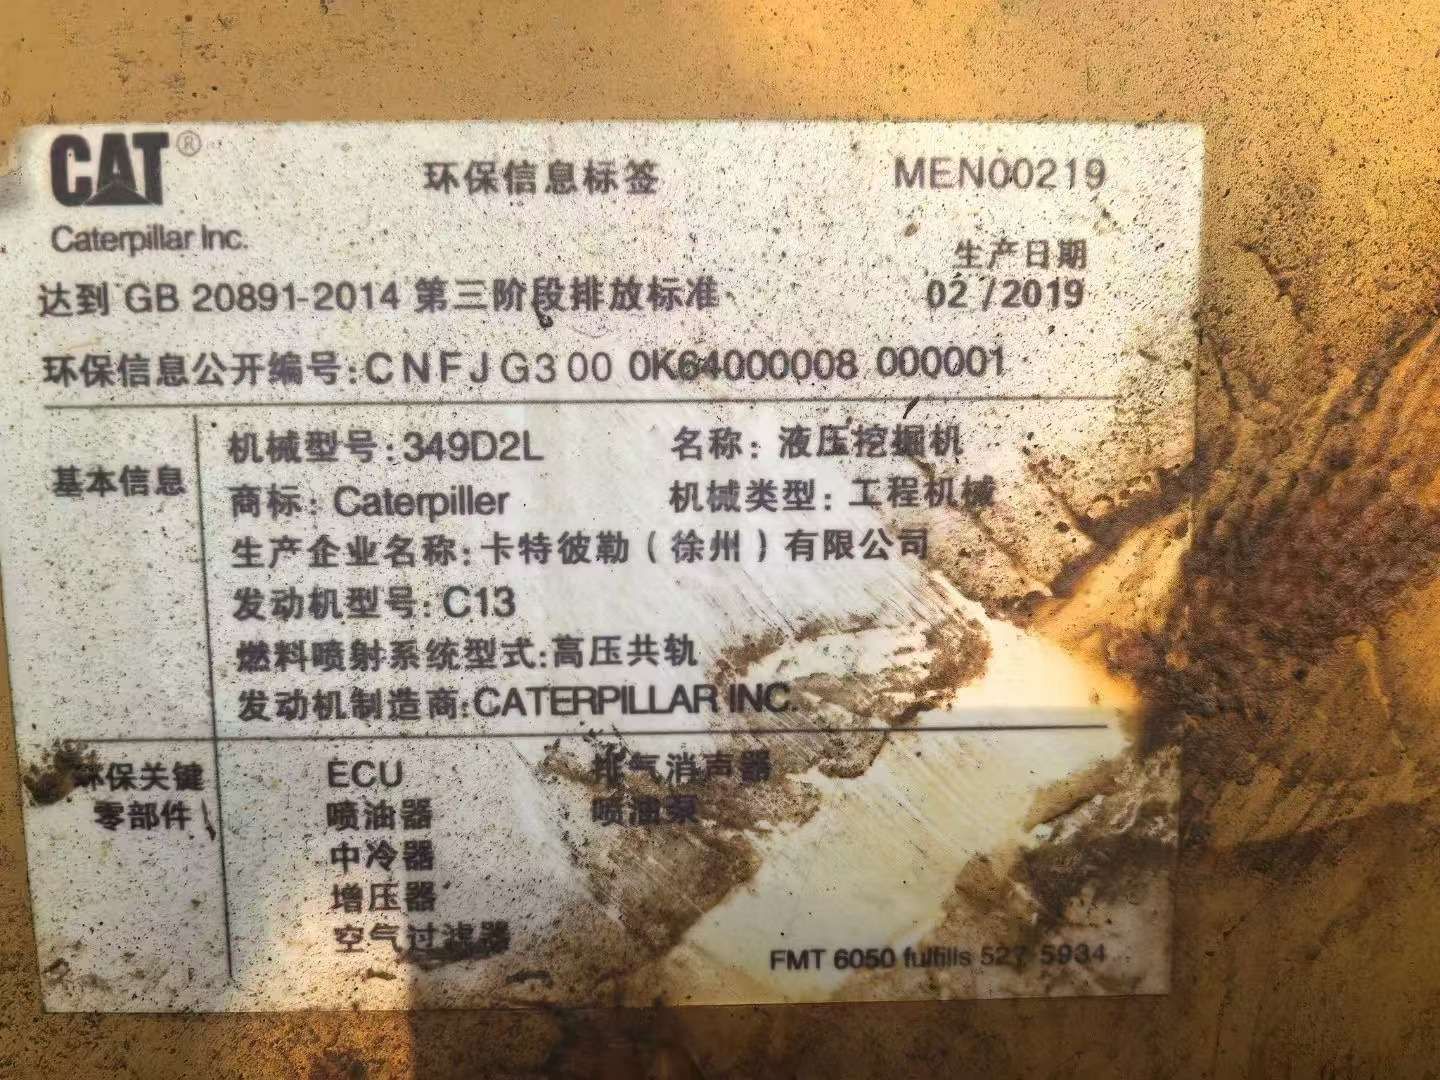 CAT®
环保信息标签
MEN00219
Caterpillar Inc.
生产日期
达到 GB 20891-2014 第三阶段排放标准
02 /2019
环保信息公开编号:CNFJG300 0K64000008 000001
基本信息
机械型号:349D2L
名称: 液压挖掘机
商标: Caterpiller
机械类型: 工程机械
生产企业名称:卡特彼勒(徐州)有限公司
发动机型号:C13
燃料喷射系统型式:高压共轨
发动机制造商:CATERPILLAR INC.
环保关键
零部件
ECU
排气消声器
喷油器
喷油泵
中冷器
增压器
空气过滤器
FMT 6050 fulfills 527-5934